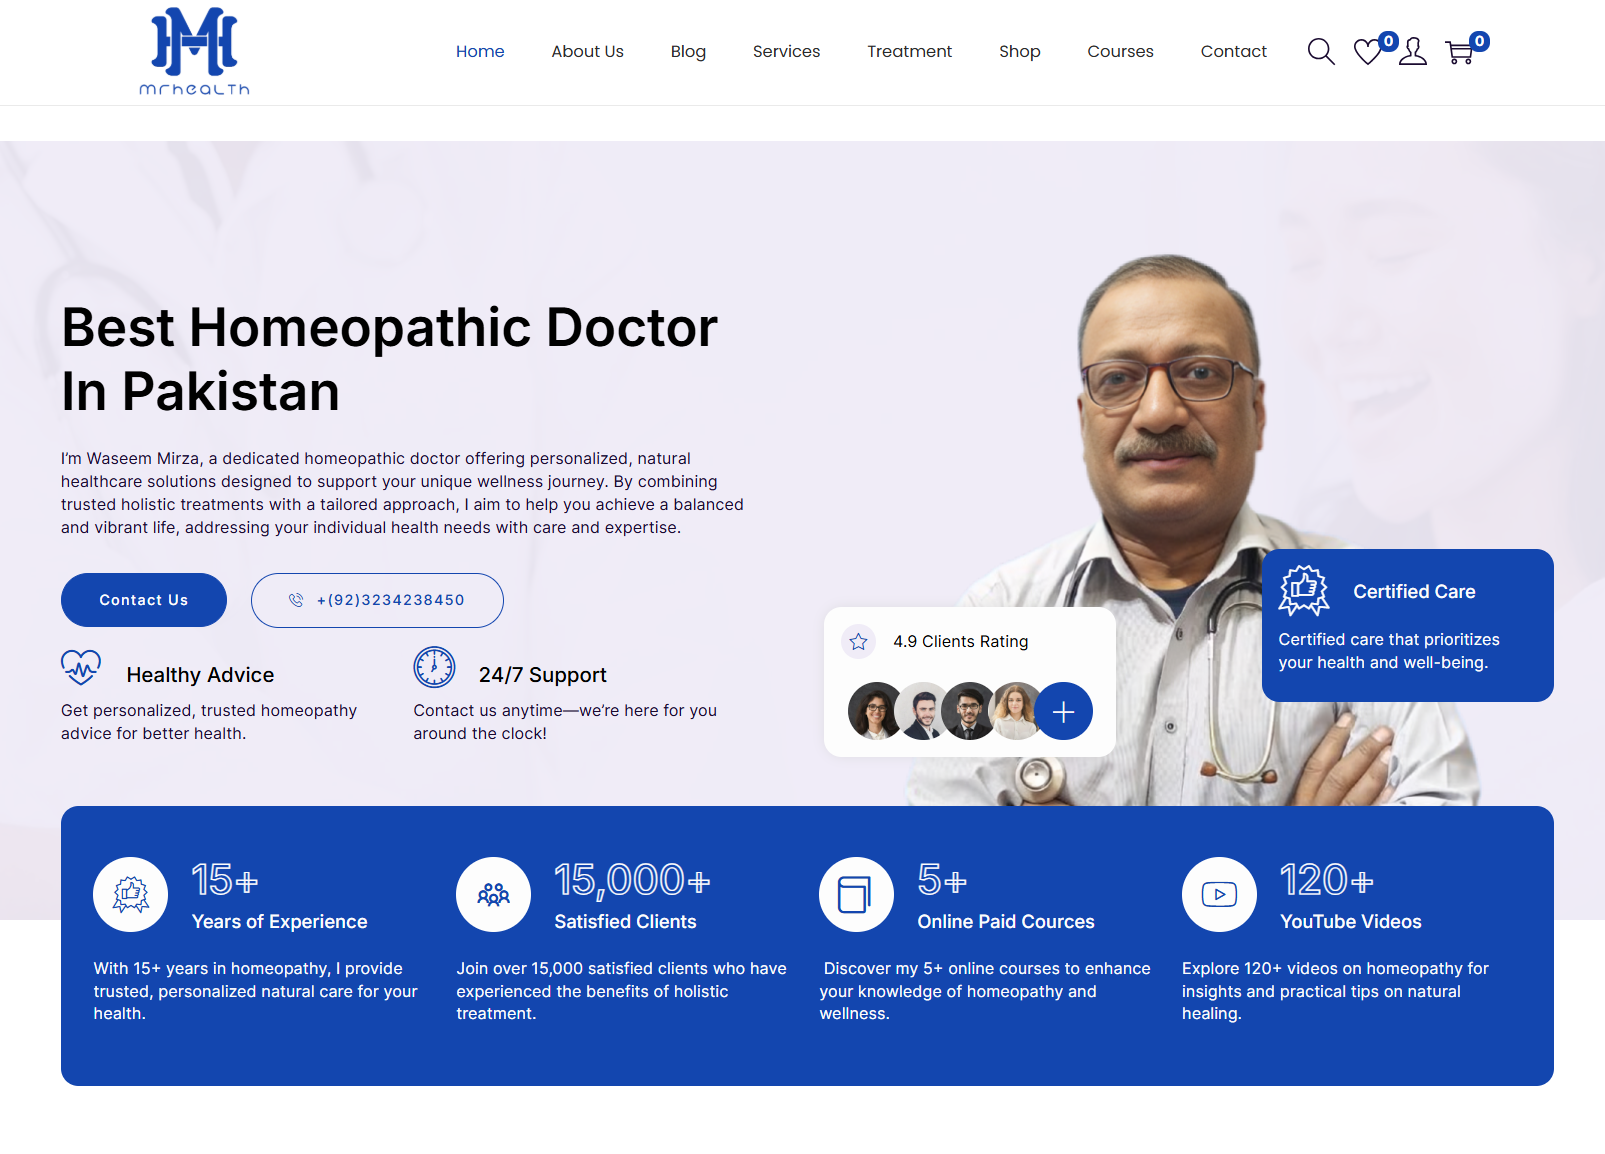 mrhealth
Home
About Us
Blog
Services
Treatment
Shop
Courses
Contact
0
0
Best Homeopathic Doctor
In Pakistan
I’m Waseem Mirza, a dedicated homeopathic doctor offering personalized, natural
healthcare solutions designed to support your unique wellness journey. By combining
trusted holistic treatments with a tailored approach, I aim to help you achieve a balanced
and vibrant life, addressing your individual health needs with care and expertise.
Contact Us
+(92)3234238450
Healthy Advice
Get personalized, trusted homeopathy
advice for better health.
24/7 Support
Contact us anytime—we’re here for you
around the clock!
4.9 Clients Rating
Certified Care
Certified care that prioritizes
your health and well-being.
15+
Years of Experience
With 15+ years in homeopathy, I provide
trusted, personalized natural care for your
health.
15,000+
Satisfied Clients
Join over 15,000 satisfied clients who have
experienced the benefits of holistic
treatment.
5+
Online Paid Cources
Discover my 5+ online courses to enhance
your knowledge of homeopathy and
wellness.
120+
YouTube Videos
Explore 120+ videos on homeopathy for
insights and practical tips on natural
healing.